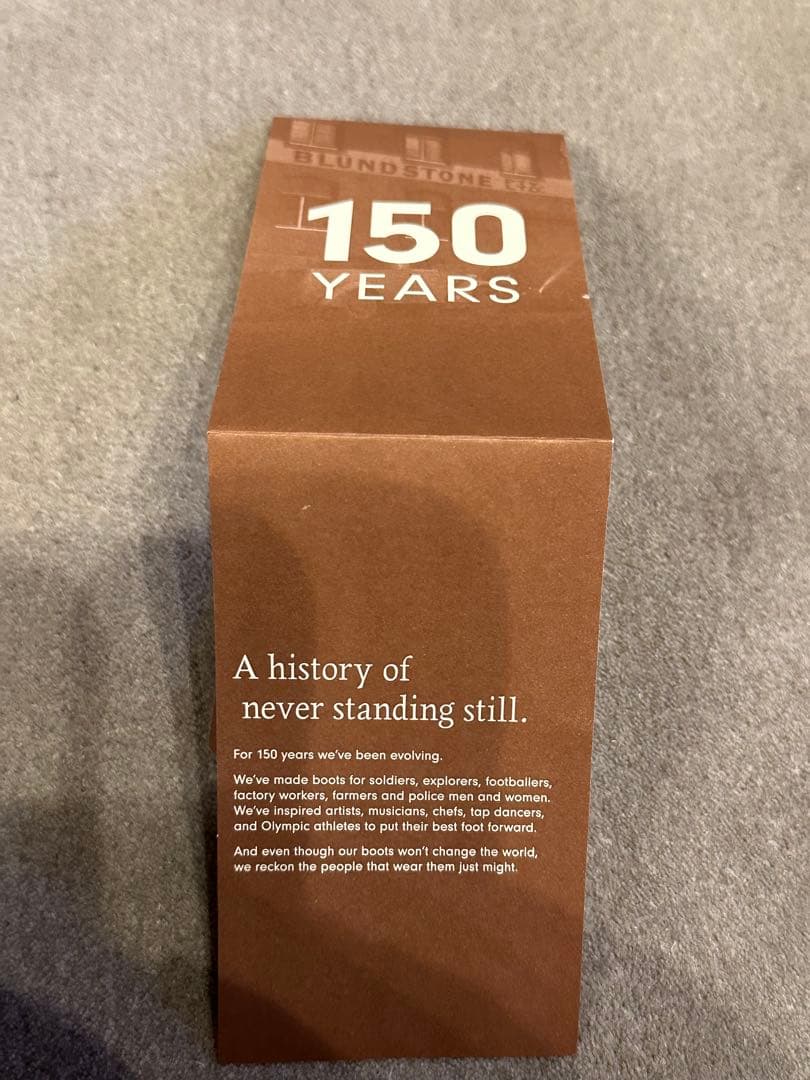 BLUNDSTONE
150
YEARS
A history of
never standing still.
For 150 years we've been evolving.
We've made boots for soldiers, explorers, footballers,
factory workers, farmers and police men and women.
We've inspired artists, musicians, chefs, tap dancers,
and Olympic athletes to put their best foot forward.
And even though our boots won't change the world,
we reckon the people that wear them just might.